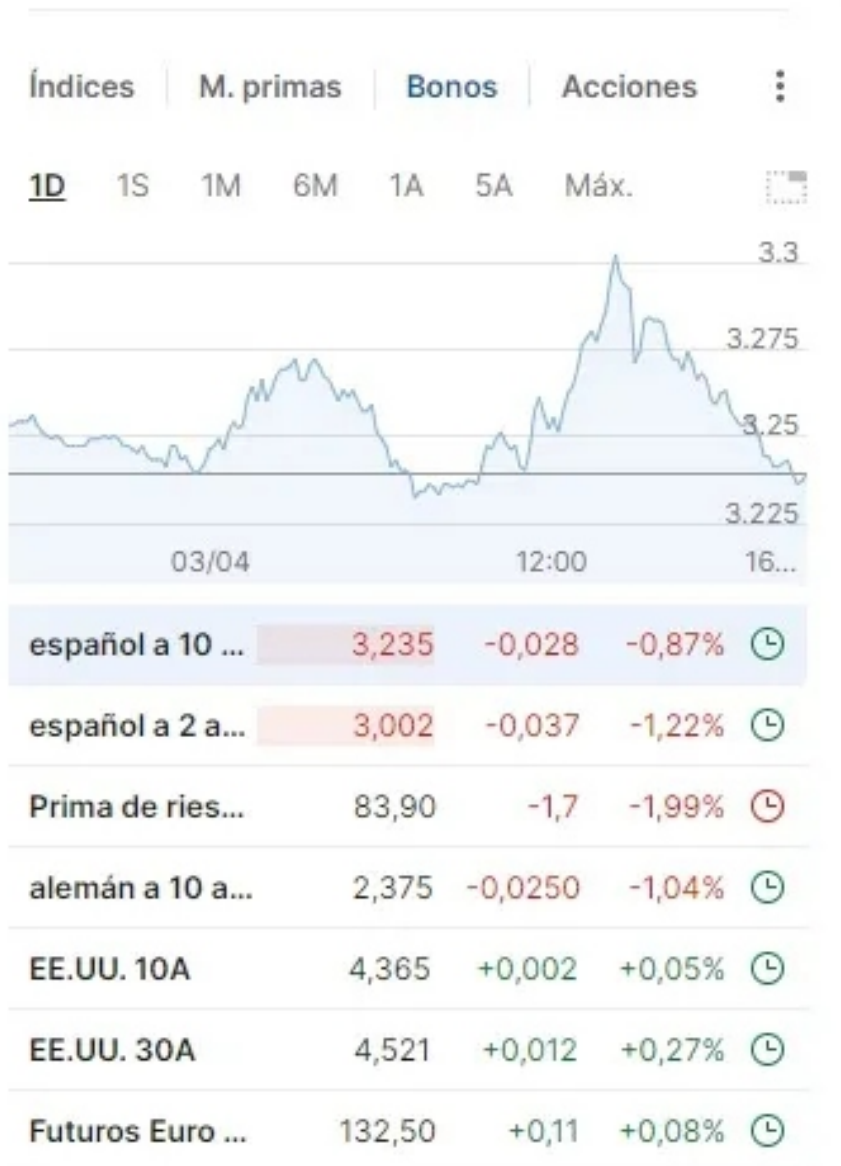 Índices M. primas Bonos Acciones
1D 1S 1M 6M 1A 5A Máx.
3.3
3.275
3.25
3.225
03/04 12:00 16...
español a 10 ... 3,235 -0,028 -0,87%
español a 2 a... 3,002 -0,037 -1,22%
Prima de ries... 83,90 -1,7 -1,99%
alemán a 10 a... 2,375 -0,0250 -1,04%
EE.UU. 10A 4,365 +0,002 +0,05%
EE.UU. 30A 4,521 +0,012 +0,27%
Futuros Euro ... 132,50 +0,11 +0,08%